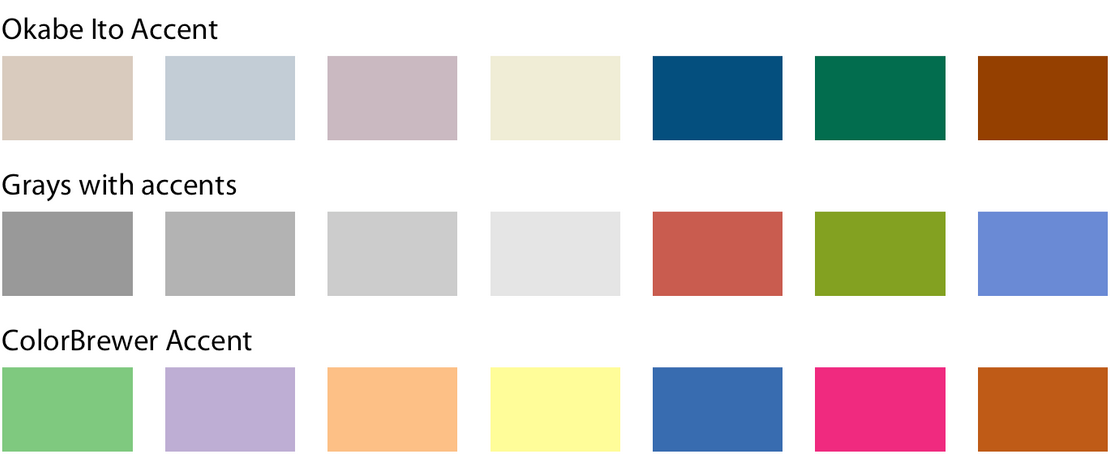 Okabe Ito Accent
Grays with accents
ColorBrewer Accent